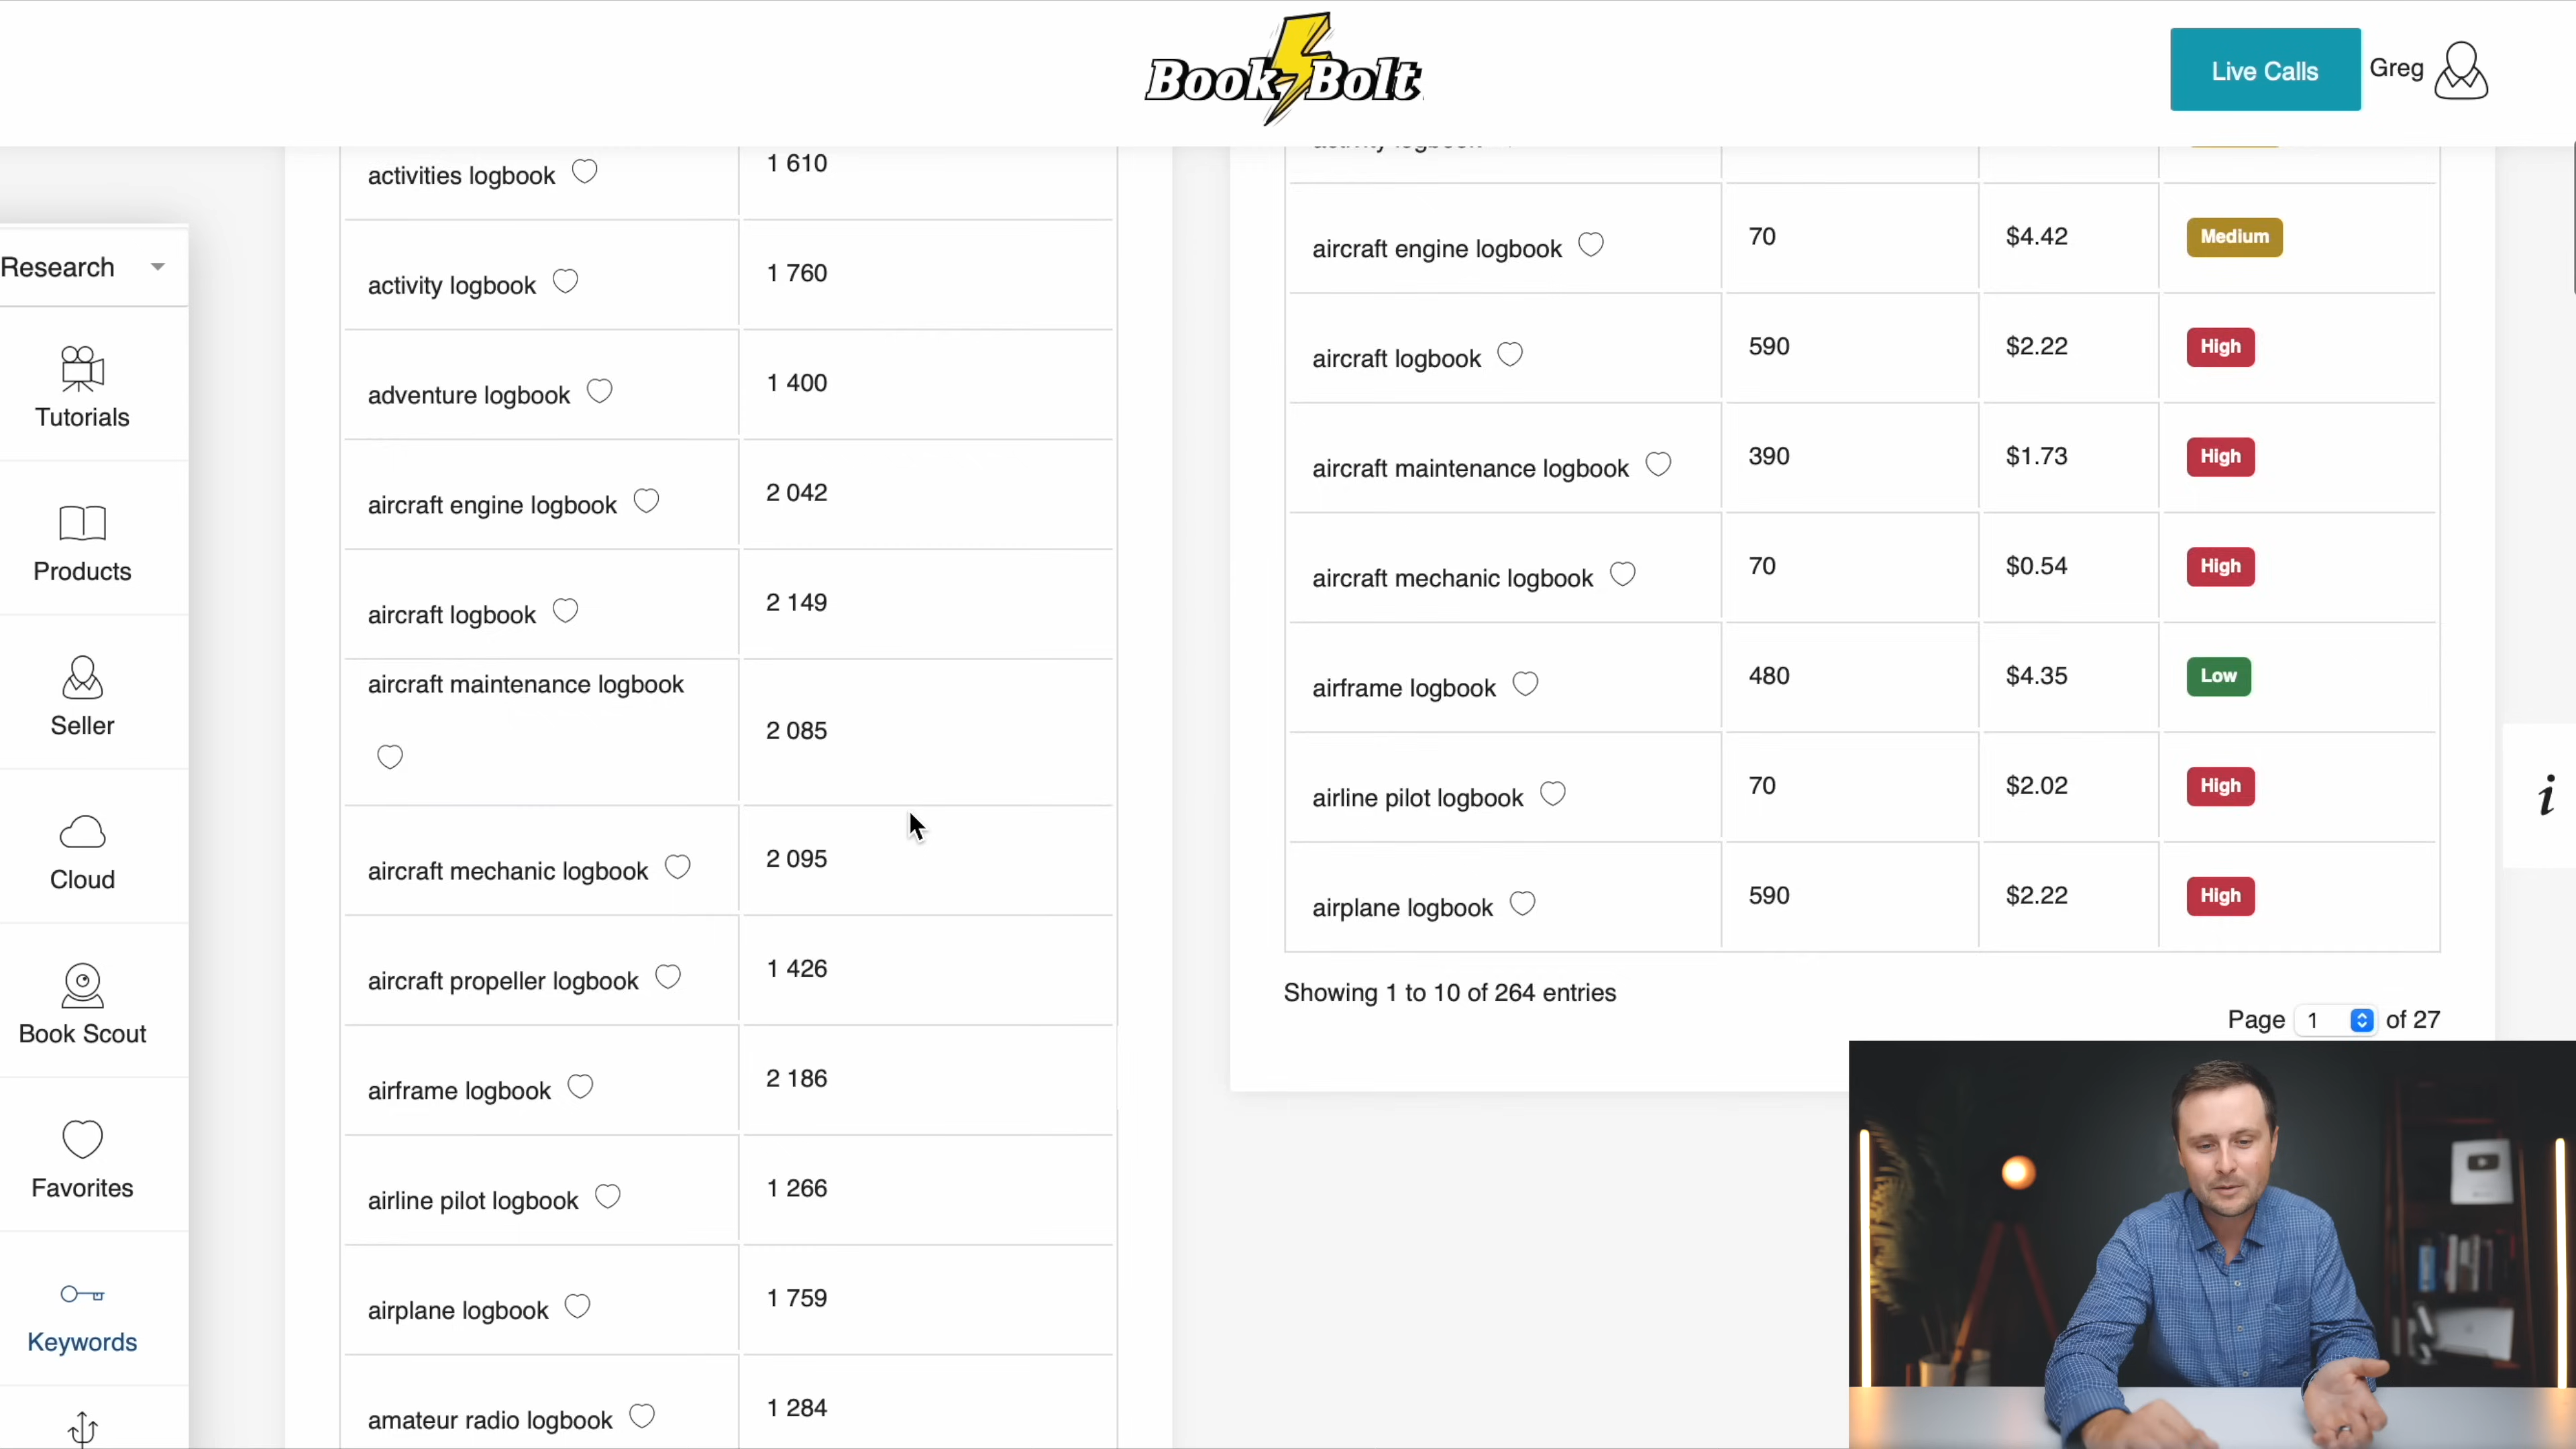 Book Bolt
Live Calls
Greg
Research
Tutorials
Products
Seller
Cloud
Book Scout
Favorites
Keywords
activities logbook 1 610
activity logbook 1 760
adventure logbook 1 400
aircraft engine logbook 2 042
aircraft logbook 2 149
aircraft maintenance logbook 2 085
aircraft mechanic logbook 2 095
aircraft propeller logbook 1 426
airframe logbook 2 186
airline pilot logbook 1 266
airplane logbook 1 759
amateur radio logbook 1 284
aircraft engine logbook 70 $4.42 Medium
aircraft logbook 590 $2.22 High
aircraft maintenance logbook 390 $1.73 High
aircraft mechanic logbook 70 $0.54 High
airframe logbook 480 $4.35 Low
airline pilot logbook 70 $2.02 High
airplane logbook 590 $2.22 High
Showing 1 to 10 of 264 entries
Page 1 of 27
i